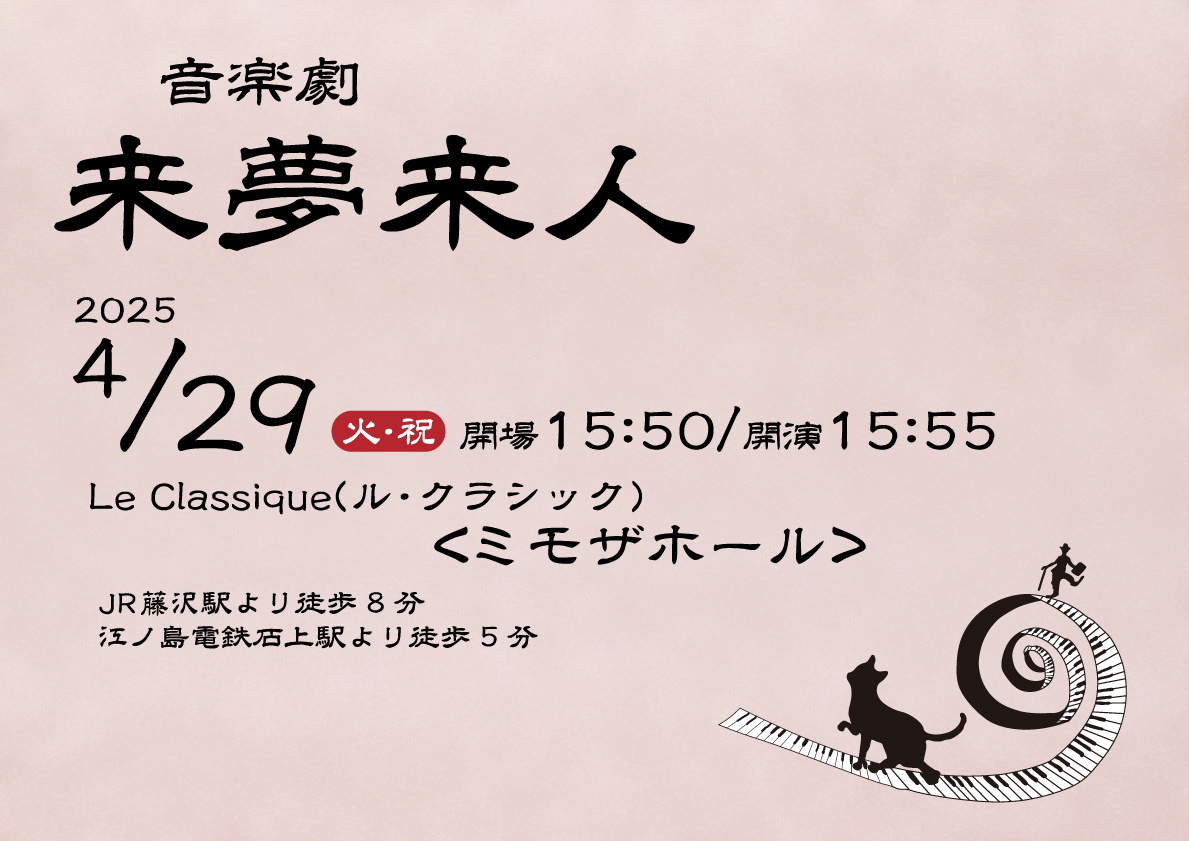 音楽劇
来夢来人
2025
4/29 火・祝 開場15:50/開演15:55
Le Classique(ル・クラシック)
<ミモザホール>
JR藤沢駅より徒歩8分
江ノ島電鉄石上駅より徒歩5分